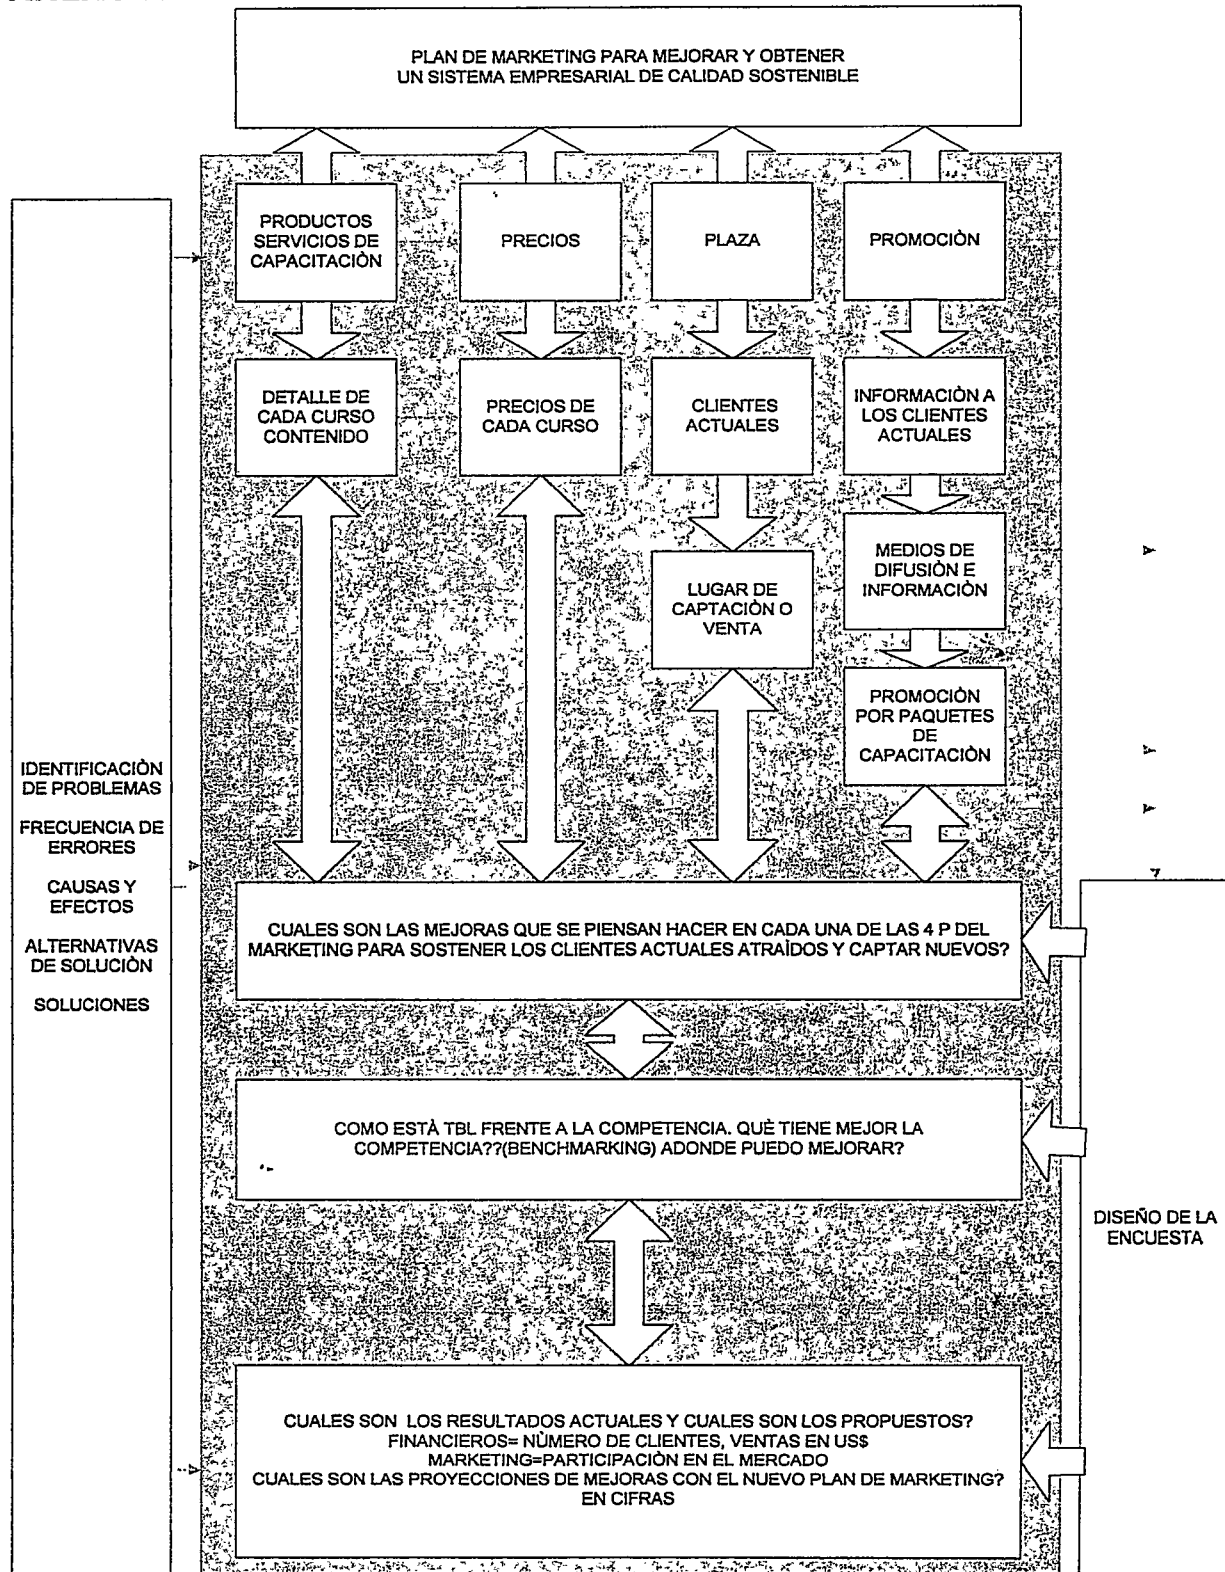 PLAN DE MARKETING PARA MEJORAR Y OBTENER
UN SISTEMA EMPRESARIAL DE CALIDAD SOSTENIBLE
PRODUCTOS
SERVICIOS DE
CAPACITACIÒN
PRECIOS
PLAZA
PROMOCIÒN
DETALLE DE
CADA CURSO
CONTENIDO
PRECIOS DE
CADA CURSO
CLIENTES
ACTUALES
INFORMACIÒN A
LOS CLIENTES
ACTUALES
LUGAR DE
CAPTACIÒN O
VENTA
MEDIOS DE
DIFUSIÒN E
INFORMACIÒN
PROMOCIÒN
POR PAQUETES
DE
CAPACITACIÒN
IDENTIFICACIÒN
DE PROBLEMAS
FRECUENCIA DE
ERRORES
CAUSAS Y
EFECTOS
ALTERNATIVAS
DE SOLUCIÒN
SOLUCIONES
CUALES SON LAS MEJORAS QUE SE PIENSAN HACER EN CADA UNA DE LAS 4 P DEL
MARKETING PARA SOSTENER LOS CLIENTES ACTUALES ATRAÌDOS Y CAPTAR NUEVOS?
COMO ESTÀ TBL FRENTE A LA COMPETENCIA. QUÈ TIENE MEJOR LA
COMPETENCIA??(BENCHMARKING) ADONDE PUEDO MEJORAR?
DISEÑO DE LA
ENCUESTA
CUALES SON LOS RESULTADOS ACTUALES Y CUALES SON LOS PROPUESTOS?
FINANCIEROS= NÙMERO DE CLIENTES, VENTAS EN US$
MARKETING=PARTICIPACIÒN EN EL MERCADO
CUALES SON LAS PROYECCIONES DE MEJORAS CON EL NUEVO PLAN DE MARKETING?
EN CIFRAS